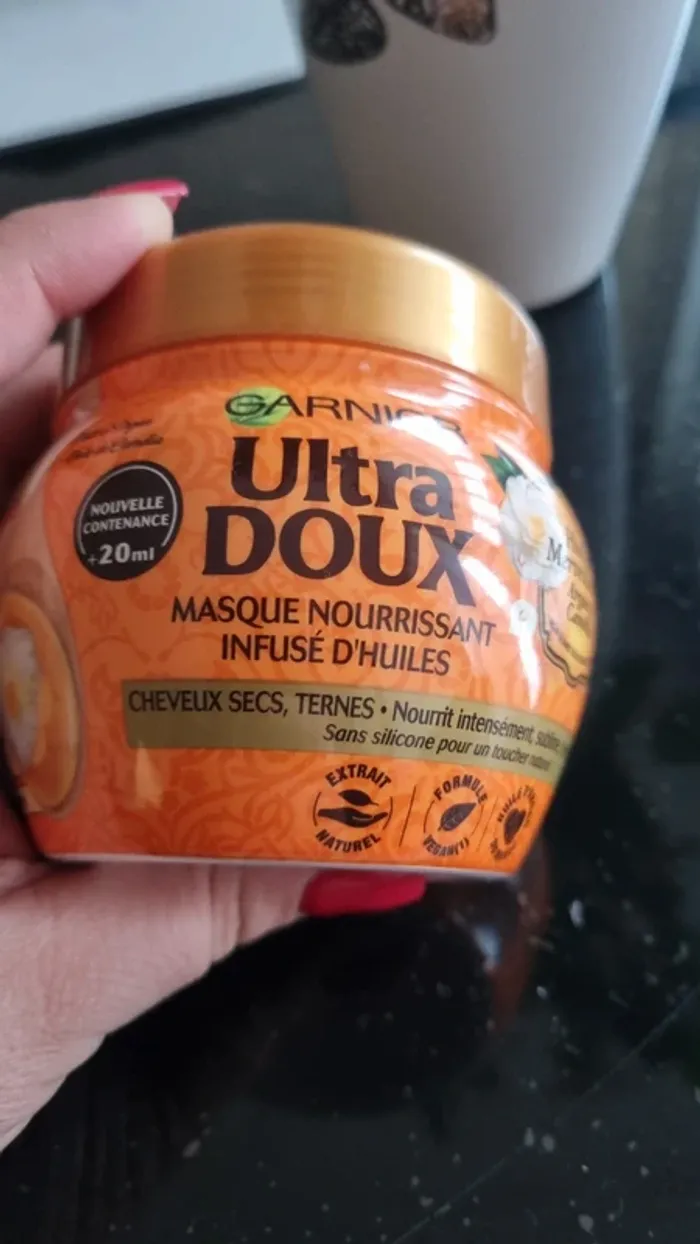 GARNIER
Ultra
DOUX
NOUVELLE
CONTENANCE
+20ml
MASQUE NOURRISSANT
INFUSÉ D'HUILES
CHEVEUX SECS, TERNES • Nourrit intensément,
Sans silicone pour un toucher
EXTRAIT
NATUREL
FORMULE
VEGAN(1)